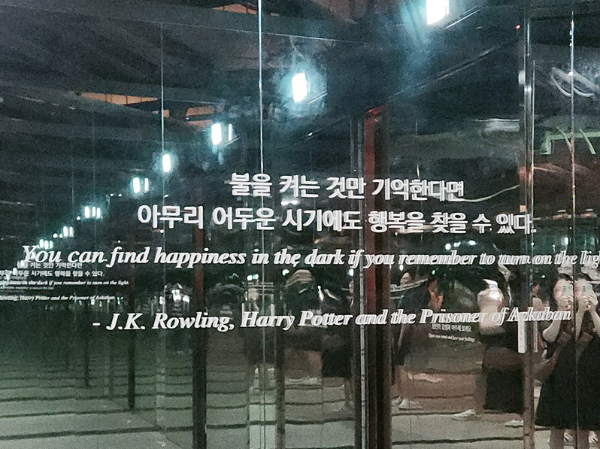 불을 켜는 것만 기억한다면
아무리 어두운 시기에도 행복을 찾을 수 있다.
You can find happiness in the dark if you remember to turn on the
- J.K. Rowling, Harry Potter and the Prisoner of Azkaban